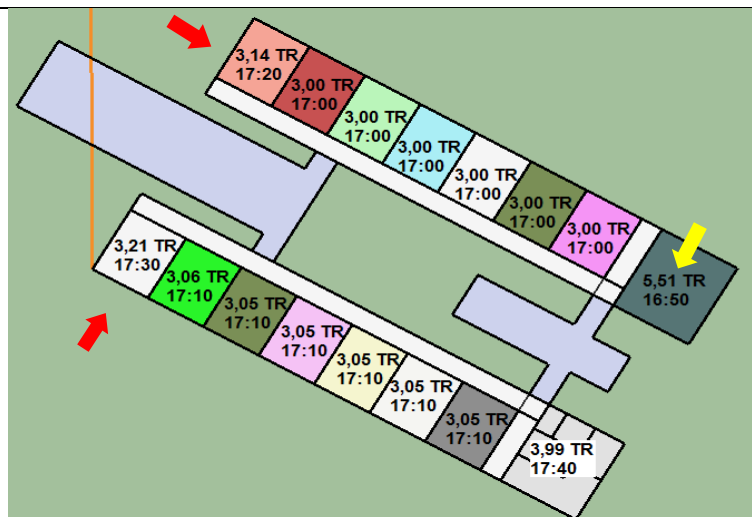 3,14 TR
17:20
3,00 TR
17:00
3,00 TR
17:00
3,00 TR
17:00
3,00 TR
17:00
3,00 TR
17:00
3,00 TR
17:00
5,51 TR
16:50
3,21 TR
17:30
3,06 TR
17:10
3,05 TR
17:10
3,05 TR
17:10
3,05 TR
17:10
3,05 TR
17:10
3,05 TR
17:10
3,99 TR
17:40